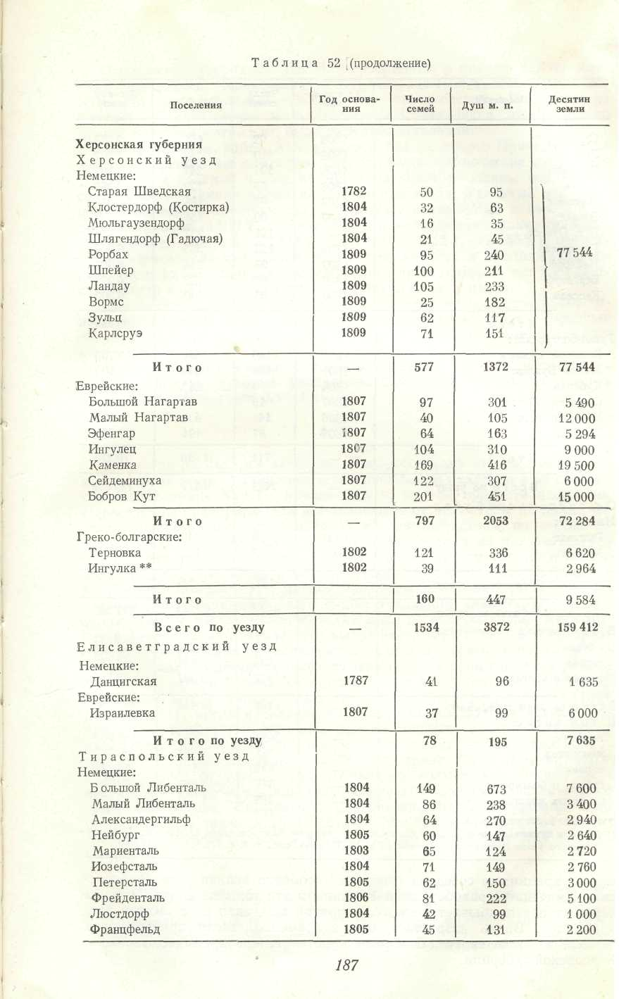 Таблица 52 (продолжение)
Поселения Год основа- Число Душ м. п. Десятин
ния семей земли
Херсонская губерния
Херсонский уезд
Немецкие:
Старая Шведская 1782 50 95
Клостердорф (Костирка) 1804 32 63
Мюльгаузендорф 1804 16 35
Шлягендорф (Гадючая) 1804 21 45
Рорбах 1809 95 240 77 544
Шпейер 1809 100 211
Ландау 1809 105 233
Вормс 1809 25 182
Зульц 1809 62 117
Карлсруэ 1809 71 151
Итого — 577 1372 77 544
Еврейские:
Большой Нагартав 1807 97 301 5 490
Малый Нагартав 1807 40 105 12 000
Эфенгар 1807 64 163 5 294
Ингулец 1807 104 310 9 000
Каменка 1807 169 416 19 500
Сейдеминуха 1807 122 307 6 000
Бобров Кут 1807 201 451 15 000
Итого — 797 2053 72 284
Греко-болгарские:
Терновка 1802 121 336 6 620
Ингулка ** 1802 39 111 2 964
Итого 160 447 9 584
Всего по уезду — 1534 3872 159 412
Елисаветградский уезд
Немецкие:
Данцигская 1787 41 96 1 635
Еврейские:
Израилевка 1807 37 99 6 000
Итого по уезду 78 195 7 635
Тираспольский уезд
Немецкие:
Большой Либенталь 1804 149 673 7 600
Малый Либенталь 1804 86 238 3 400
Александергильф 1804 64 270 2 940
Нейбург 1805 60 147 2 640
Мариенталь 1803 65 124 2 720
Иозефсталь 1804 71 149 2 760
Петерсталь 1805 62 150 3 000
Фрейденталь 1806 81 222 5 100
Люстдорф 1804 42 99 1 000
Францфельд 1805 45 131 2 200
187